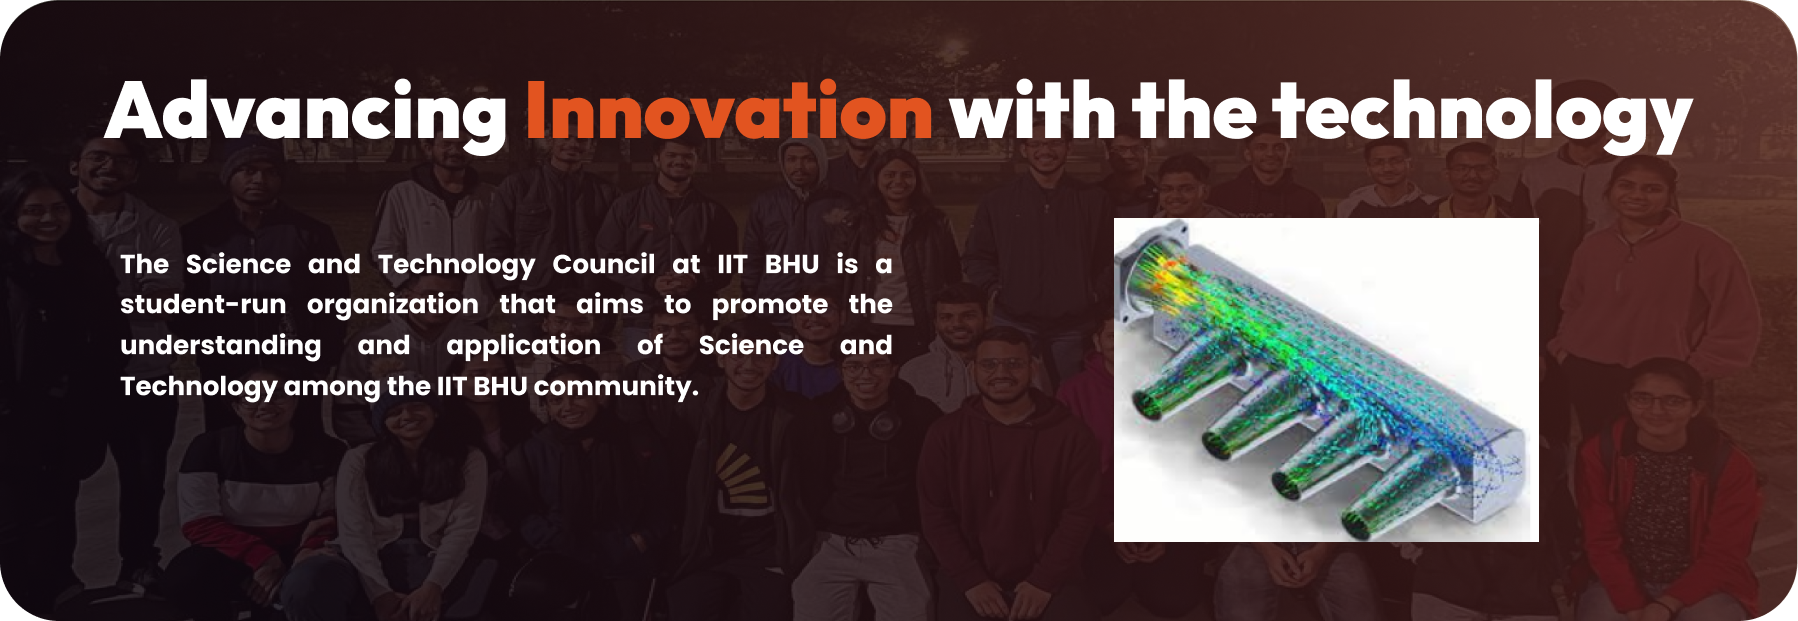 Advancing Innovation with the technology
The Science and Technology Council at IIT BHU is a
student-run organization that aims to promote the
understanding and application of Science and
Technology among the IIT BHU community.